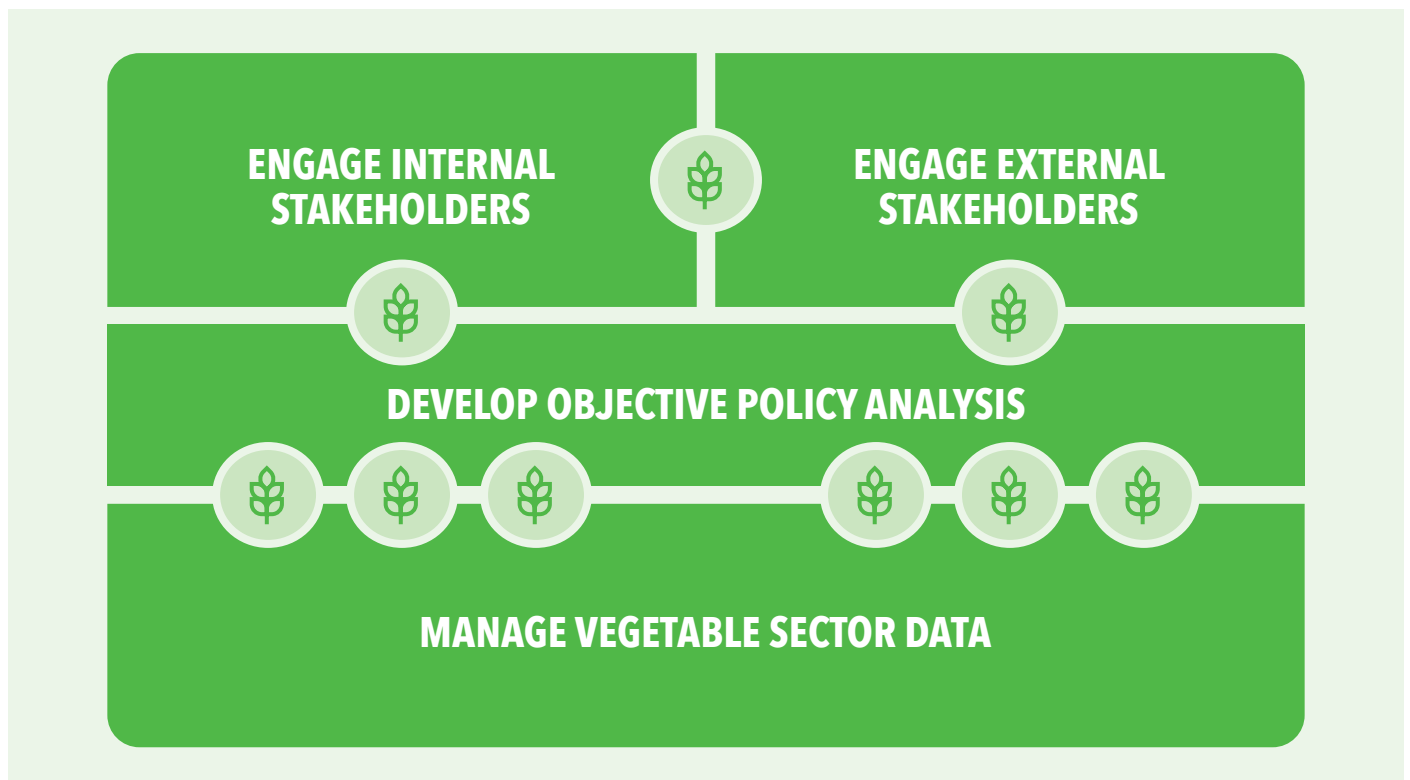 ENGAGE INTERNAL
STAKEHOLDERS
ENGAGE EXTERNAL
STAKEHOLDERS
DEVELOP OBJECTIVE POLICY ANALYSIS
MANAGE VEGETABLE SECTOR DATA